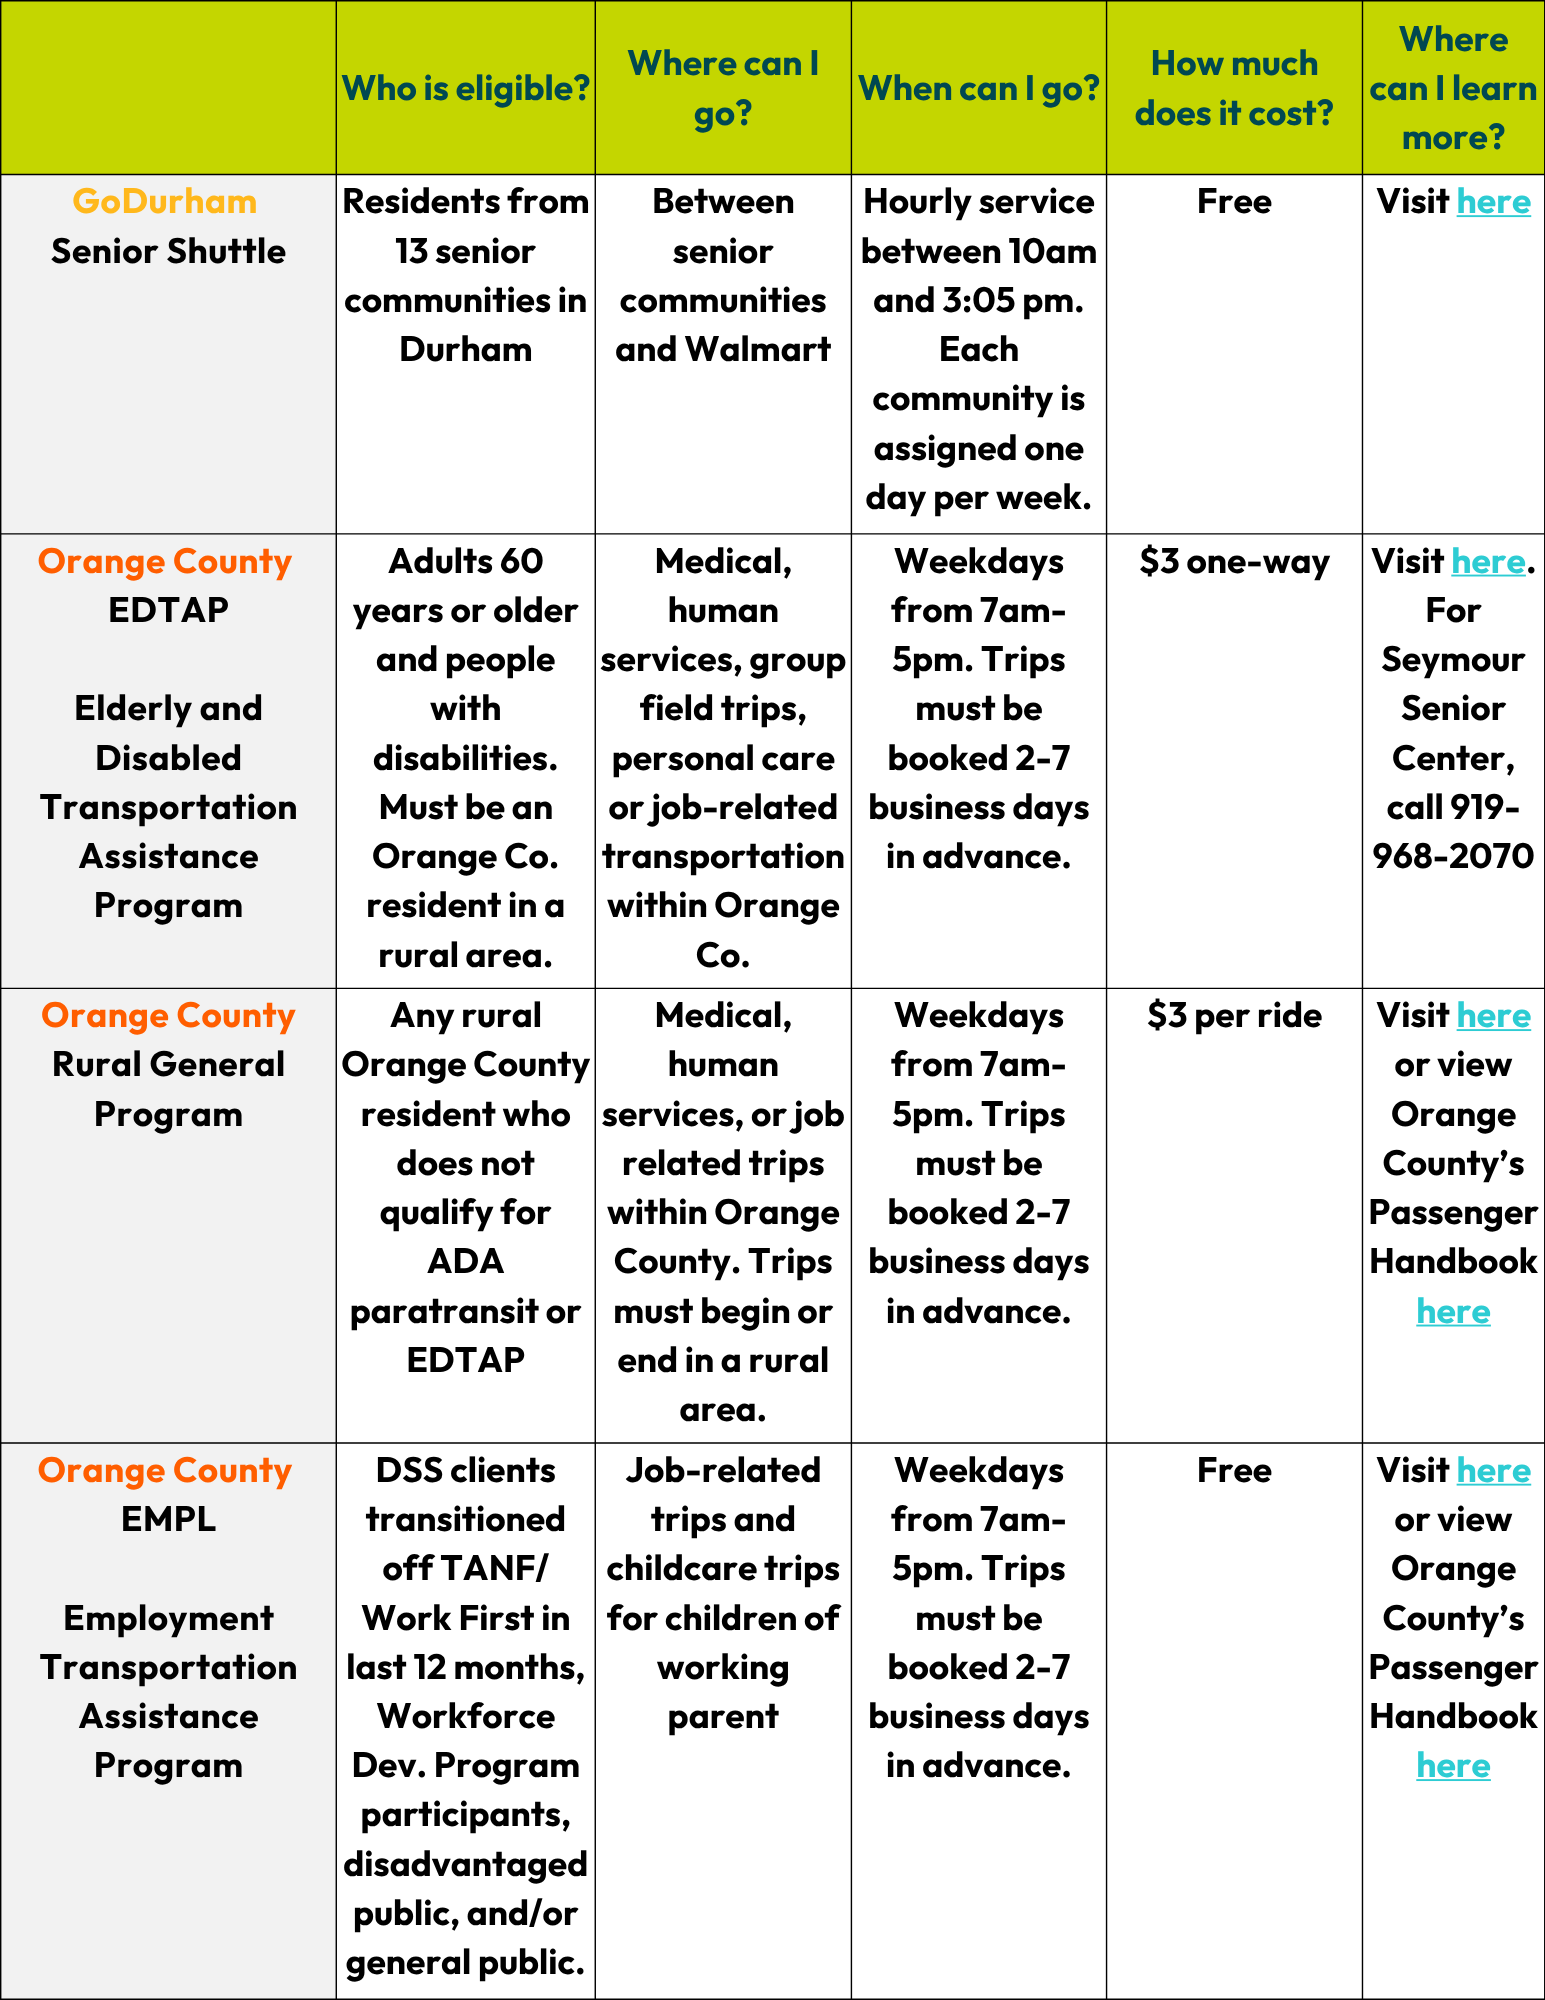 Who is eligible?
Where can I
go?
When can I go?
How much
does it cost?
Where
can I learn
more?
GoDurham
Senior Shuttle
Residents from
13 senior
communities in
Durham
Between
senior
communities
and Walmart
Hourly service
between 10am
and 3:05 pm.
Each
community is
assigned one
day per week.
Free
Visit here
Orange County
EDTAP
Elderly and
Disabled
Transportation
Assistance
Program
Adults 60
years or older
and people
with
disabilities.
Must be an
Orange Co.
resident in a
rural area.
Medical,
human
services, group
field trips,
personal care
or job-related
transportation
within Orange
Co.
Weekdays
from 7am-
5pm. Trips
must be
booked 2-7
business days
in advance.
$3 one-way
Visit here.
For
Seymour
Senior
Center,
call 919-
968-2070
Orange County
Rural General
Program
Any rural
Orange County
resident who
does not
qualify for
ADA
paratransit or
EDTAP
Medical,
human
services, or job
related trips
within Orange
County. Trips
must begin or
end in a rural
area.
Weekdays
from 7am-
5pm. Trips
must be
booked 2-7
business days
in advance.
$3 per ride
Visit here
or view
Orange
County’s
Passenger
Handbook
here
Orange County
EMPL
Employment
Transportation
Assistance
Program
DSS clients
transitioned
off TANF/
Work First in
last 12 months,
Workforce
Dev. Program
participants,
disadvantaged
public, and/or
general public.
Job-related
trips and
childcare trips
for children of
working
parent
Weekdays
from 7am-
5pm. Trips
must be
booked 2-7
business days
in advance.
Free
Visit here
or view
Orange
County’s
Passenger
Handbook
here